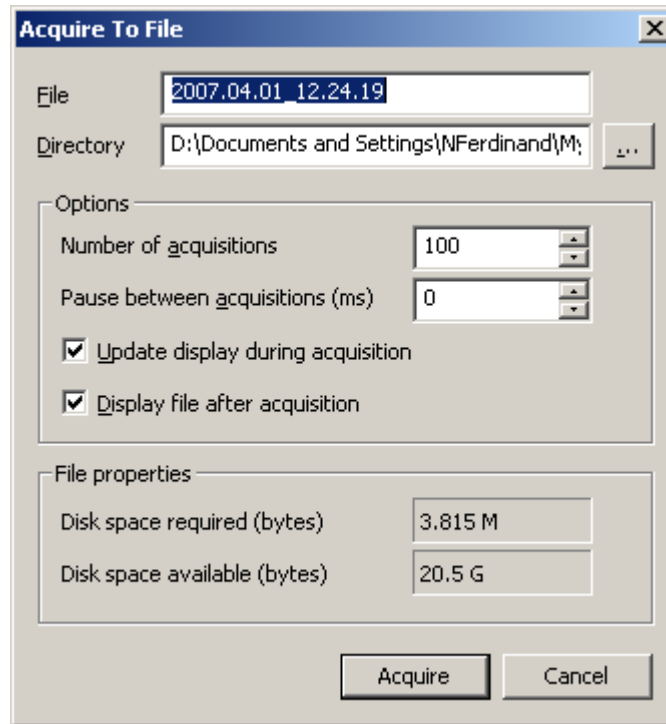 Acquire To File
File 2007.04.01_12.24.19
Directory D:\Documents and Settings\NFerdinand\My ...
Options
Number of acquisitions 100
Pause between acquisitions (ms) 0
Update display during acquisition
Display file after acquisition
File properties
Disk space required (bytes) 3.815 M
Disk space available (bytes) 20.5 G
Acquire Cancel